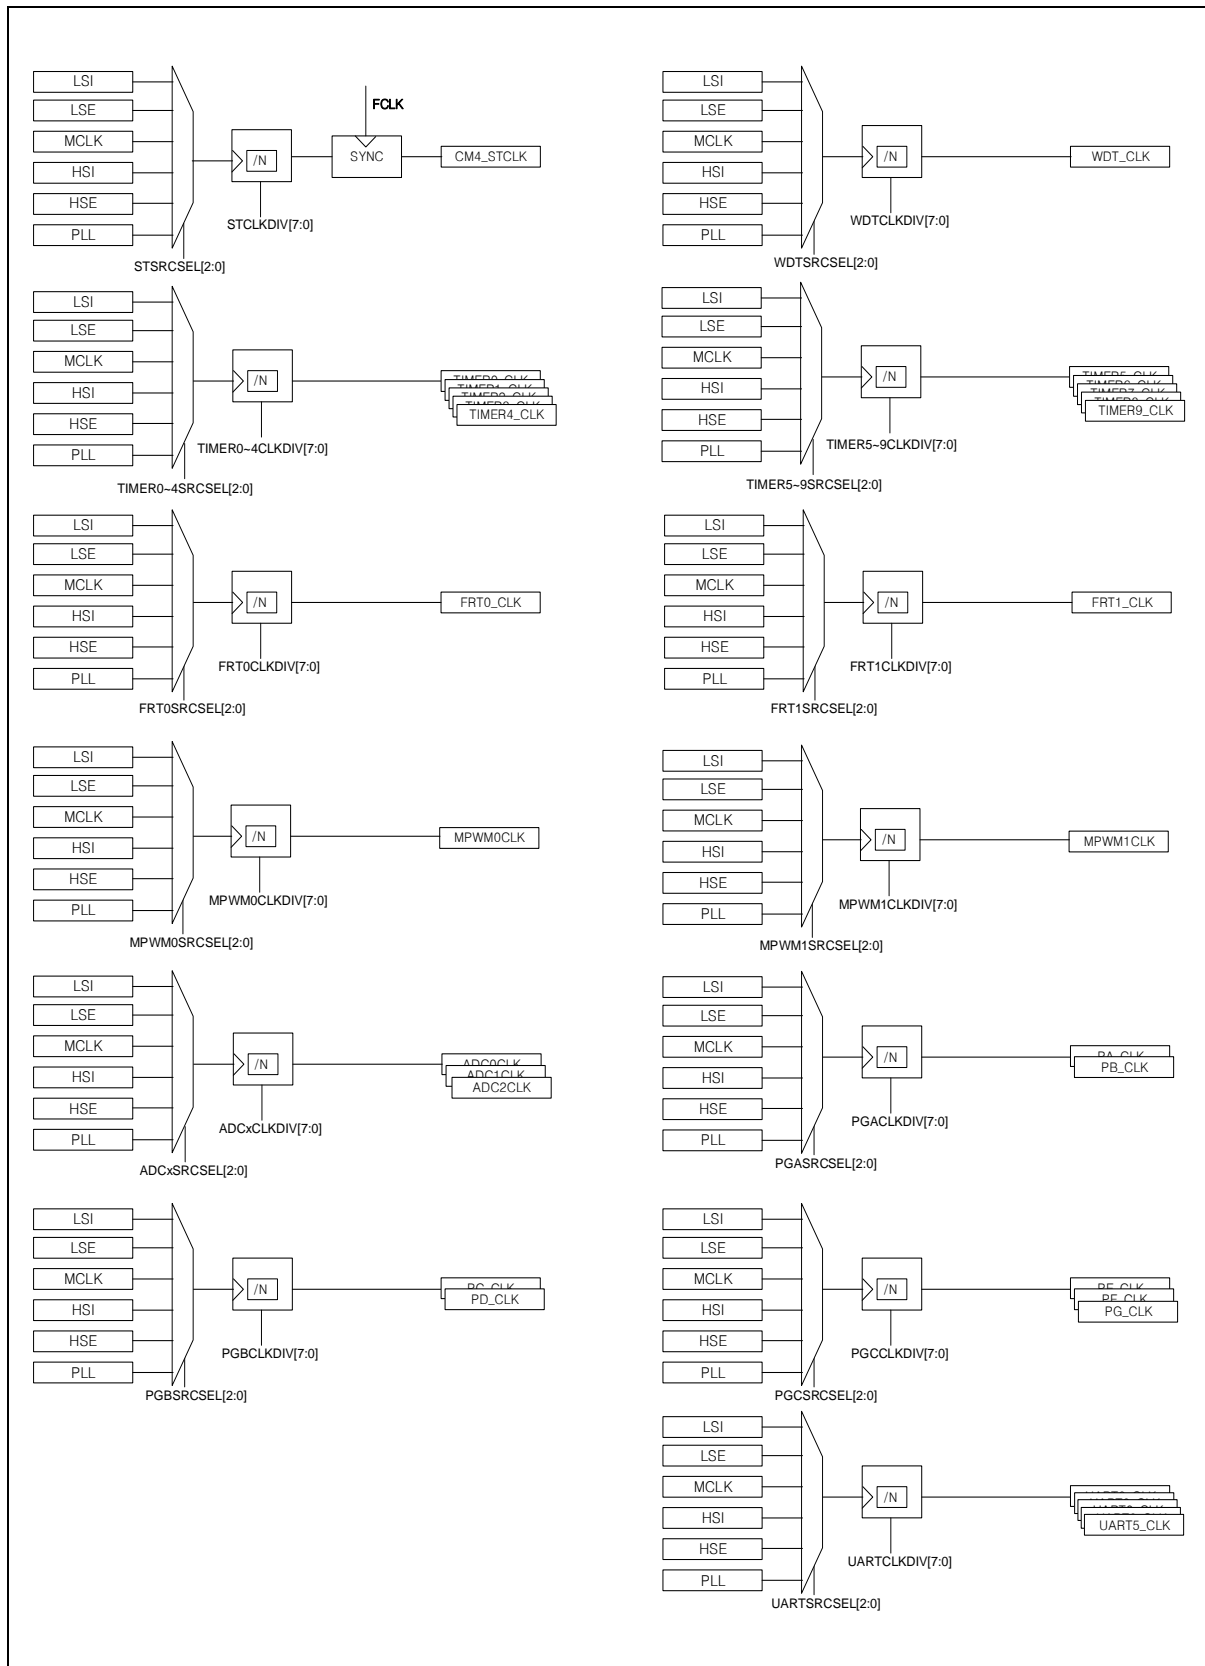 LSI
LSE
MCLK
HSI
HSE
PLL
/N
FCLK
SYNC
CM4_STCLK
STCLKDIV[7:0]
STSRCSEL[2:0]
LSI
LSE
MCLK
HSI
HSE
PLL
/N
WDT_CLK
WDTCLKDIV[7:0]
WDTSRCSEL[2:0]
LSI
LSE
MCLK
HSI
HSE
PLL
/N
TIMER4_CLK
TIMER0~4CLKDIV[7:0]
TIMER0~4SRCSEL[2:0]
LSI
LSE
MCLK
HSI
HSE
PLL
/N
TIMER9_CLK
TIMER5~9CLKDIV[7:0]
TIMER5~9SRCSEL[2:0]
LSI
LSE
MCLK
HSI
HSE
PLL
/N
FRT0_CLK
FRT0CLKDIV[7:0]
FRT0SRCSEL[2:0]
LSI
LSE
MCLK
HSI
HSE
PLL
/N
FRT1_CLK
FRT1CLKDIV[7:0]
FRT1SRCSEL[2:0]
LSI
LSE
MCLK
HSI
HSE
PLL
/N
MPWM0CLK
MPWM0CLKDIV[7:0]
MPWM0SRCSEL[2:0]
LSI
LSE
MCLK
HSI
HSE
PLL
/N
MPWM1CLK
MPWM1CLKDIV[7:0]
MPWM1SRCSEL[2:0]
LSI
LSE
MCLK
HSI
HSE
PLL
/N
ADC0CLK
ADC1CLK
ADC2CLK
ADCxCLKDIV[7:0]
ADCxSRCSEL[2:0]
LSI
LSE
MCLK
HSI
HSE
PLL
/N
PA_CLK
PB_CLK
PGACLKDIV[7:0]
PGASRCSEL[2:0]
LSI
LSE
MCLK
HSI
HSE
PLL
/N
PD_CLK
PGBCLKDIV[7:0]
PGBSRCSEL[2:0]
LSI
LSE
MCLK
HSI
HSE
PLL
/N
PG_CLK
PGCCLKDIV[7:0]
PGCSRCSEL[2:0]
LSI
LSE
MCLK
HSI
HSE
PLL
/N
UART5_CLK
UARTCLKDIV[7:0]
UARTSRCSEL[2:0]